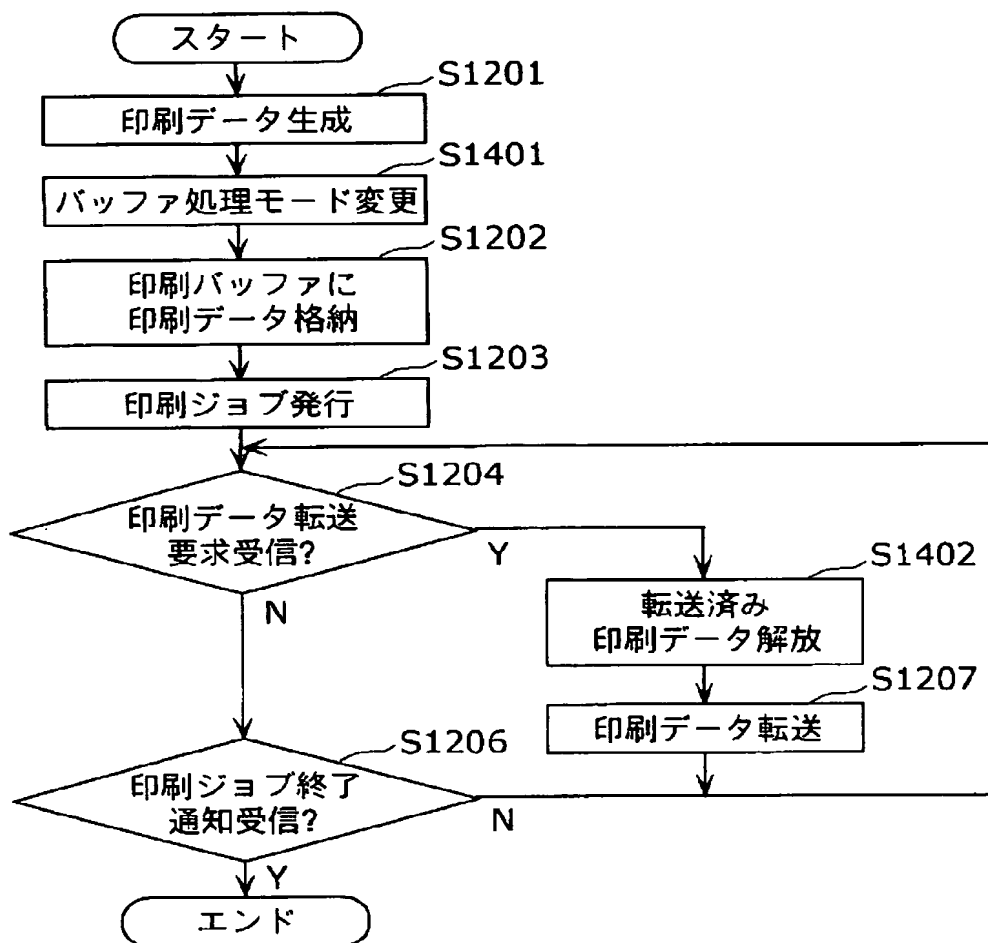 スタート
S1201
印刷データ生成
S1401
バッファ処理モード変更
S1202
印刷バッファに
印刷データ格納
S1203
印刷ジョブ発行
S1204
印刷データ転送
要求受信?
Y
N
S1402
転送済み
印刷データ解放
S1207
印刷データ転送
S1206
印刷ジョブ終了
通知受信?
N
Y
エンド